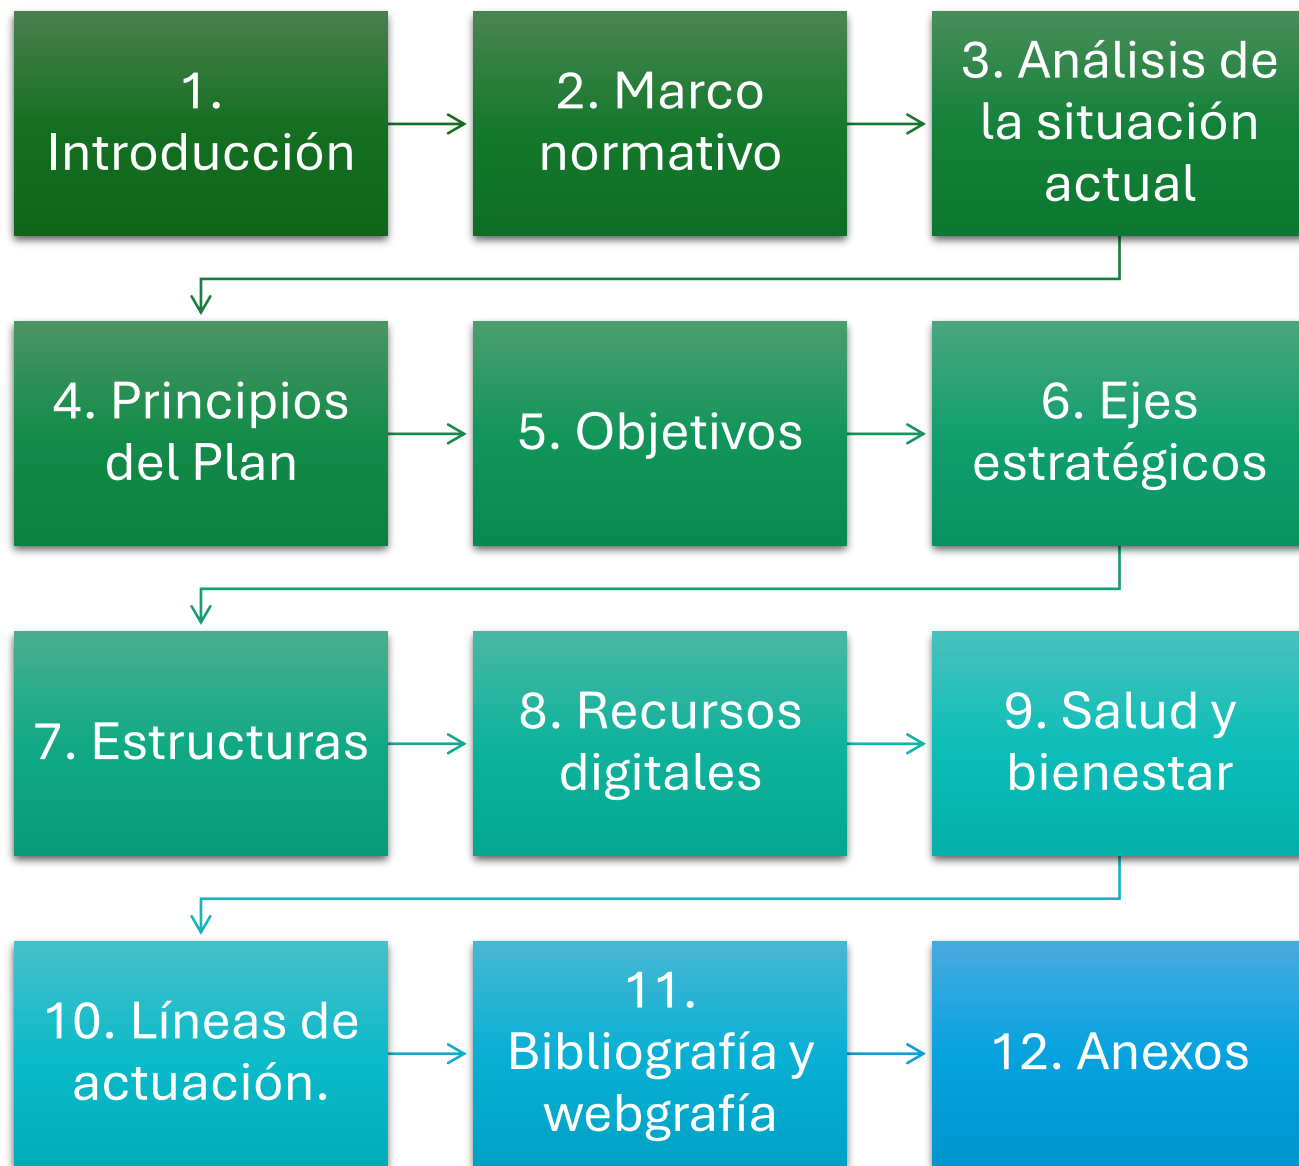 1.
Introducción
2. Marco
normativo
3. Análisis de
la situación
actual
4. Principios
del Plan
5. Objetivos
6. Ejes
estratégicos
7. Estructuras
8. Recursos
digitales
9. Salud y
bienestar
10. Líneas de
actuación.
11.
Bibliografía y
webgrafía
12. Anexos